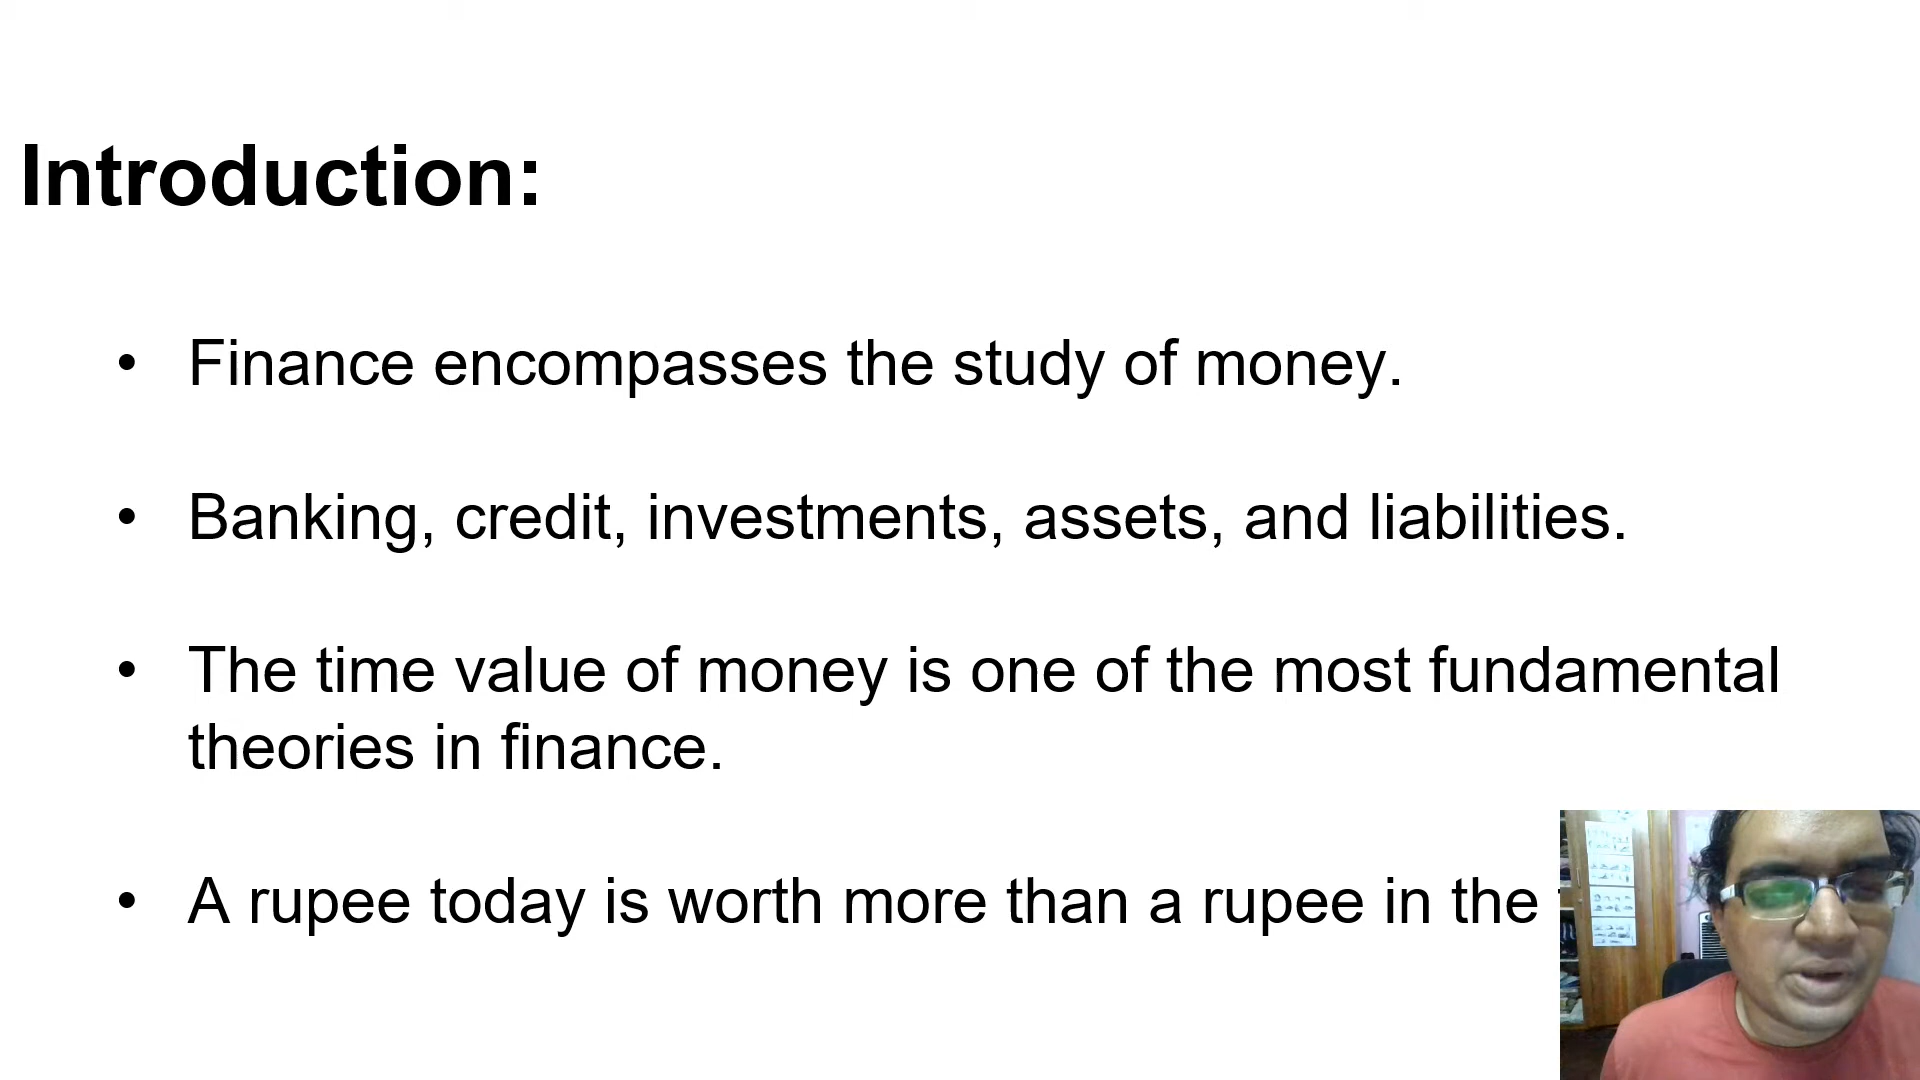 Introduction:
• Finance encompasses the study of money.
• Banking, credit, investments, assets, and liabilities.
• The time value of money is one of the most fundamental
theories in finance.
• A rupee today is worth more than a rupee in the